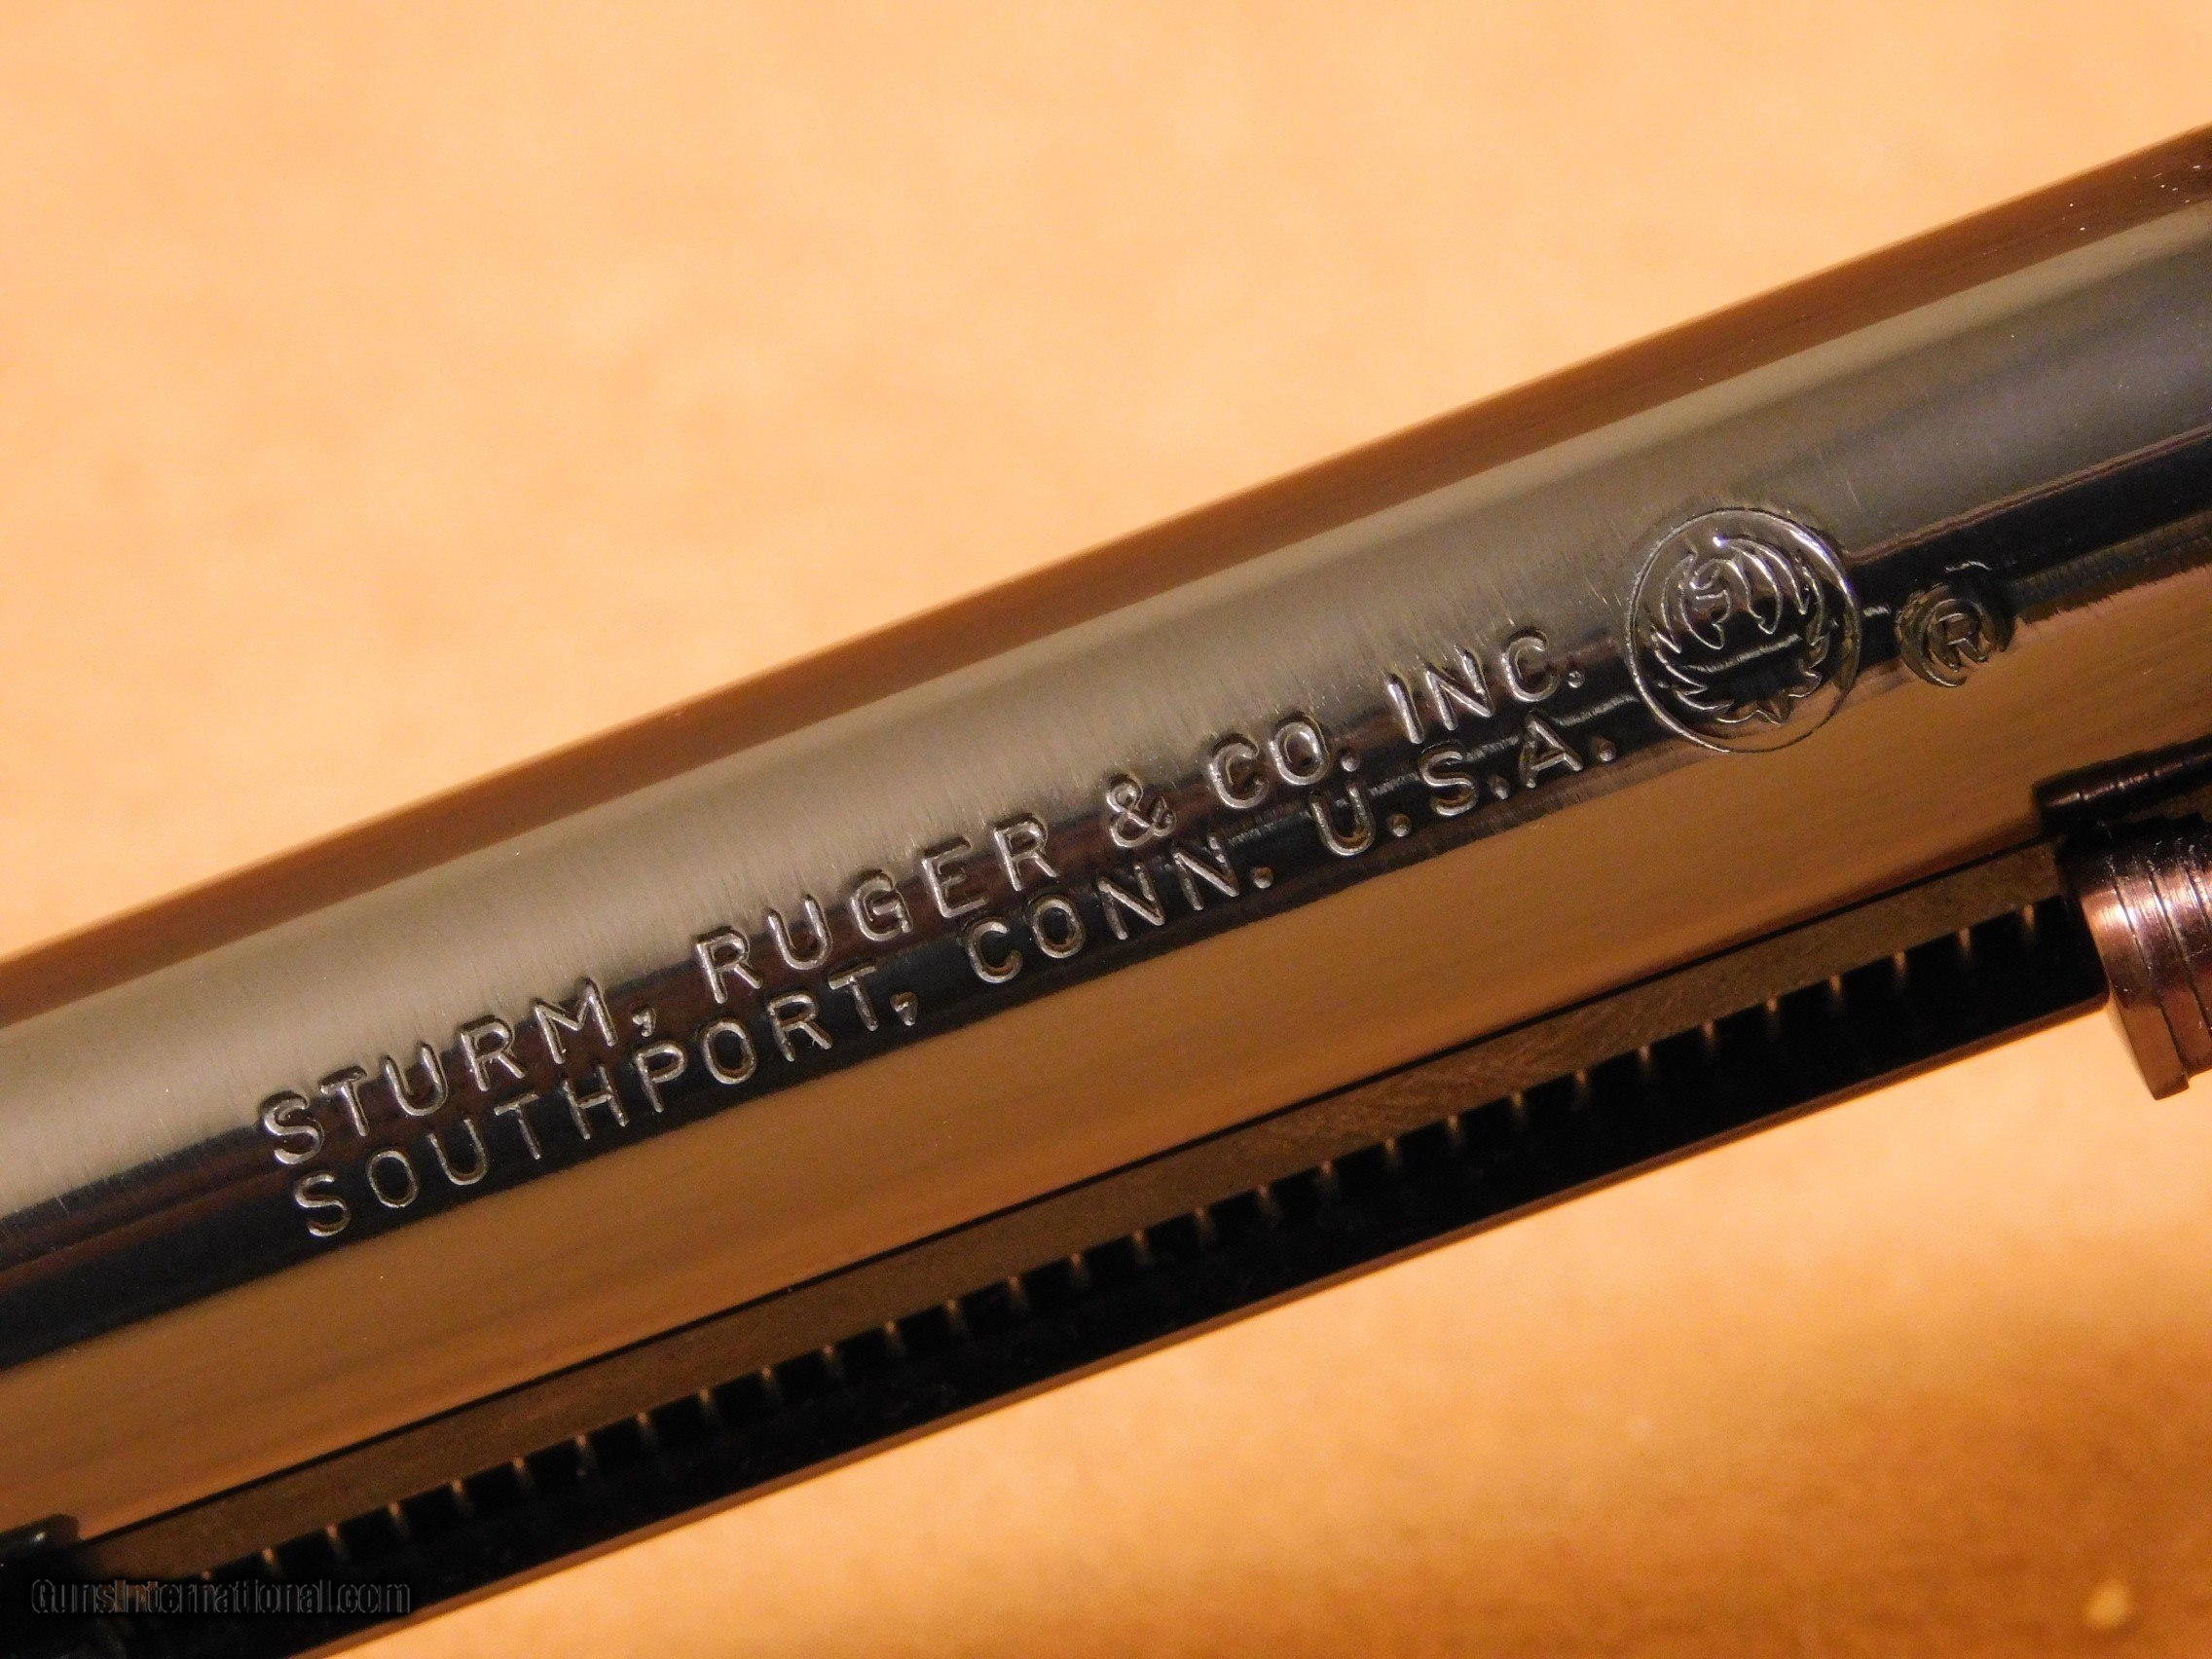 STURM, RUGER & CO. INC.
SOUTHPORT, CONN. U.S.A.
®
GunsInternational.com